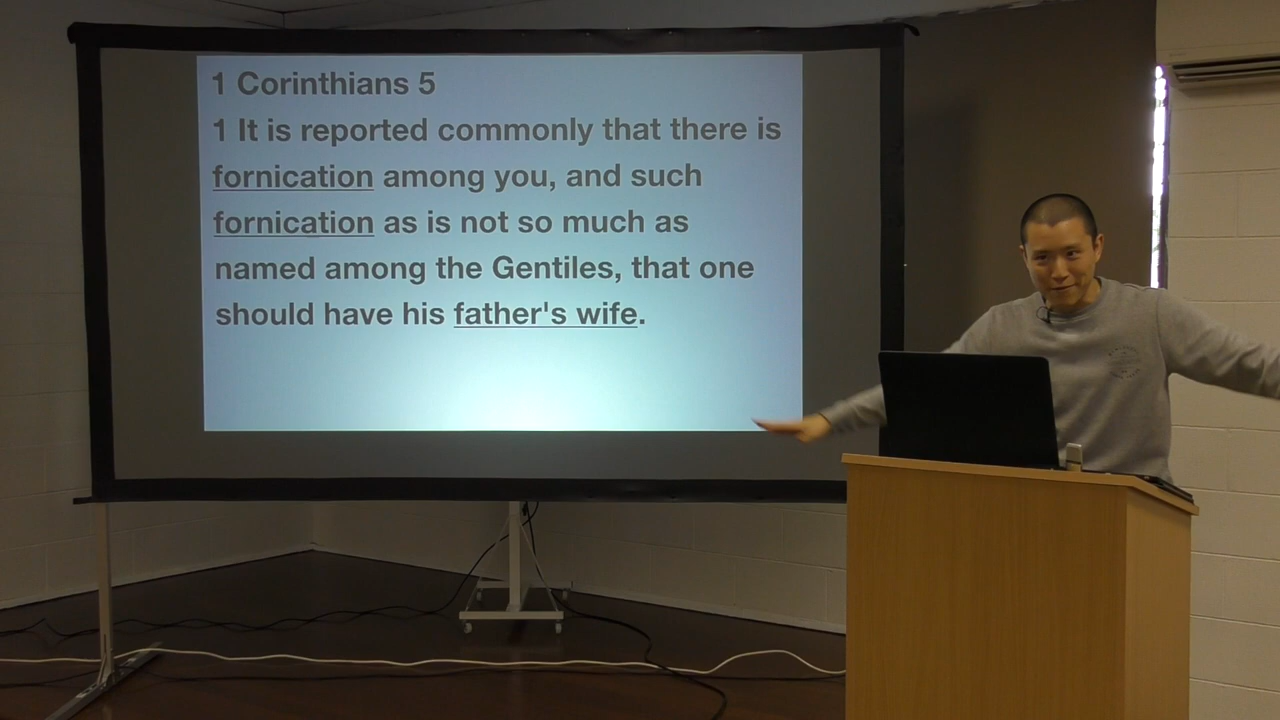 1 Corinthians 5
1 It is reported commonly that there is
fornication among you, and such
fornication as is not so much as
named among the Gentiles, that one
should have his father's wife.